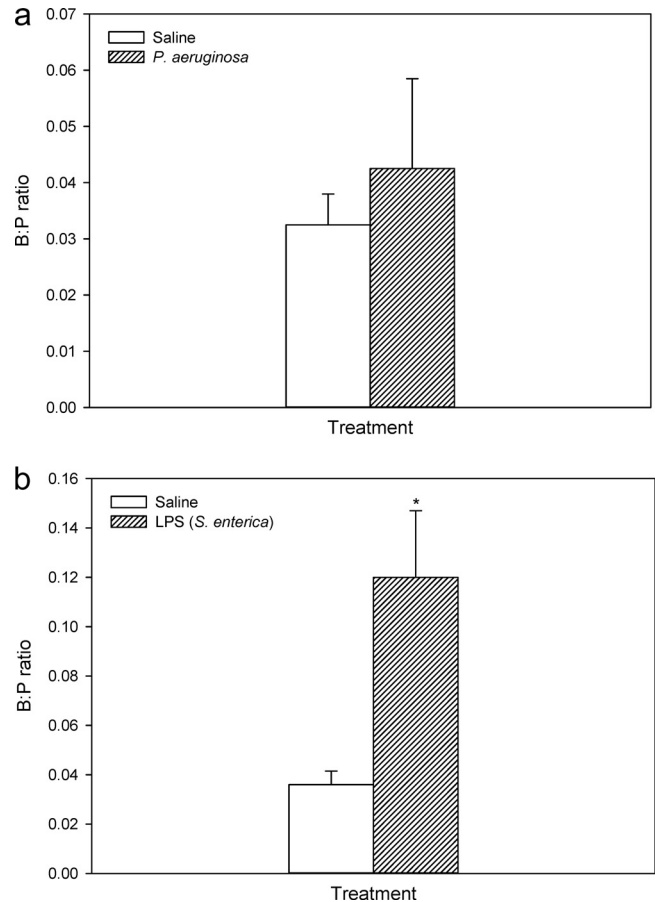 a
0.07
Saline
P. aeruginosa
0.06
0.05
0.04
B:P ratio
0.03
0.02
0.01
0.00
Treatment
b
0.16
Saline
LPS (S. enterica)
*
0.14
0.12
0.10
B:P ratio
0.08
0.06
0.04
0.02
0.00
Treatment